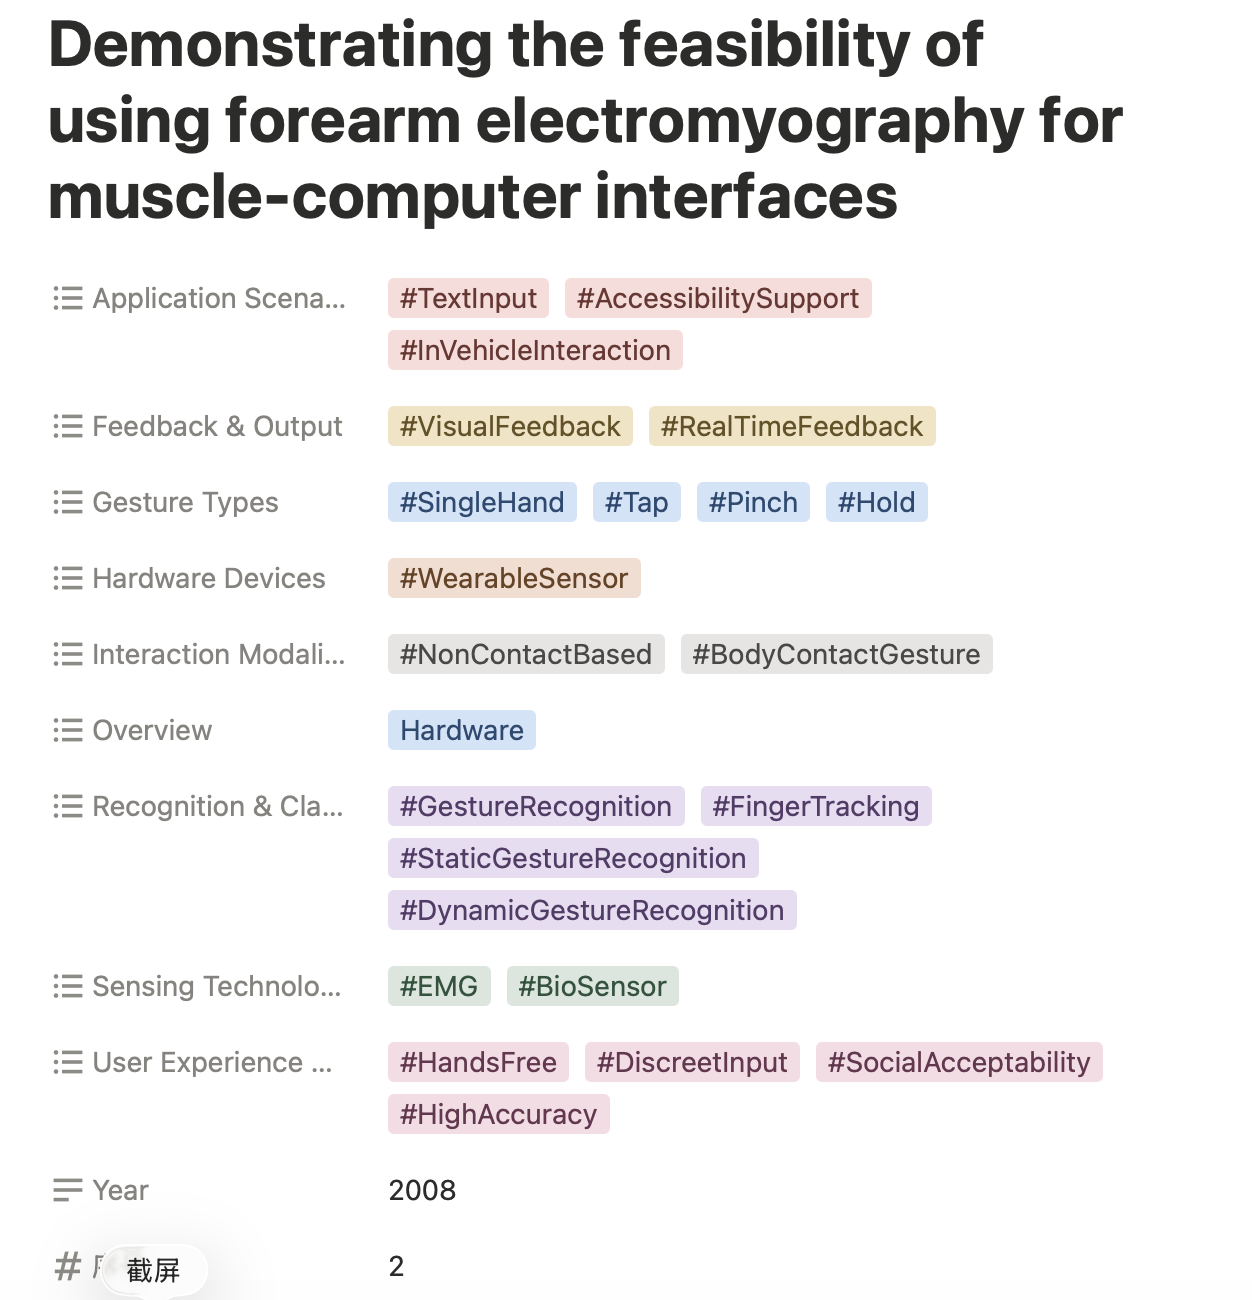 Demonstrating the feasibility of
using forearm electromyography for
muscle-computer interfaces
Application Scena... #TextInput #AccessibilitySupport
#InVehicleInteraction
Feedback & Output #VisualFeedback #RealTimeFeedback
Gesture Types #SingleHand #Tap #Pinch #Hold
Hardware Devices #WearableSensor
Interaction Modali... #NonContactBased #BodyContactGesture
Overview Hardware
Recognition & Cla... #GestureRecognition #FingerTracking
#StaticGestureRecognition
#DynamicGestureRecognition
Sensing Technolo... #EMG #BioSensor
User Experience ... #HandsFree #DiscreetInput #SocialAcceptability
#HighAccuracy
Year 2008
截屏 2